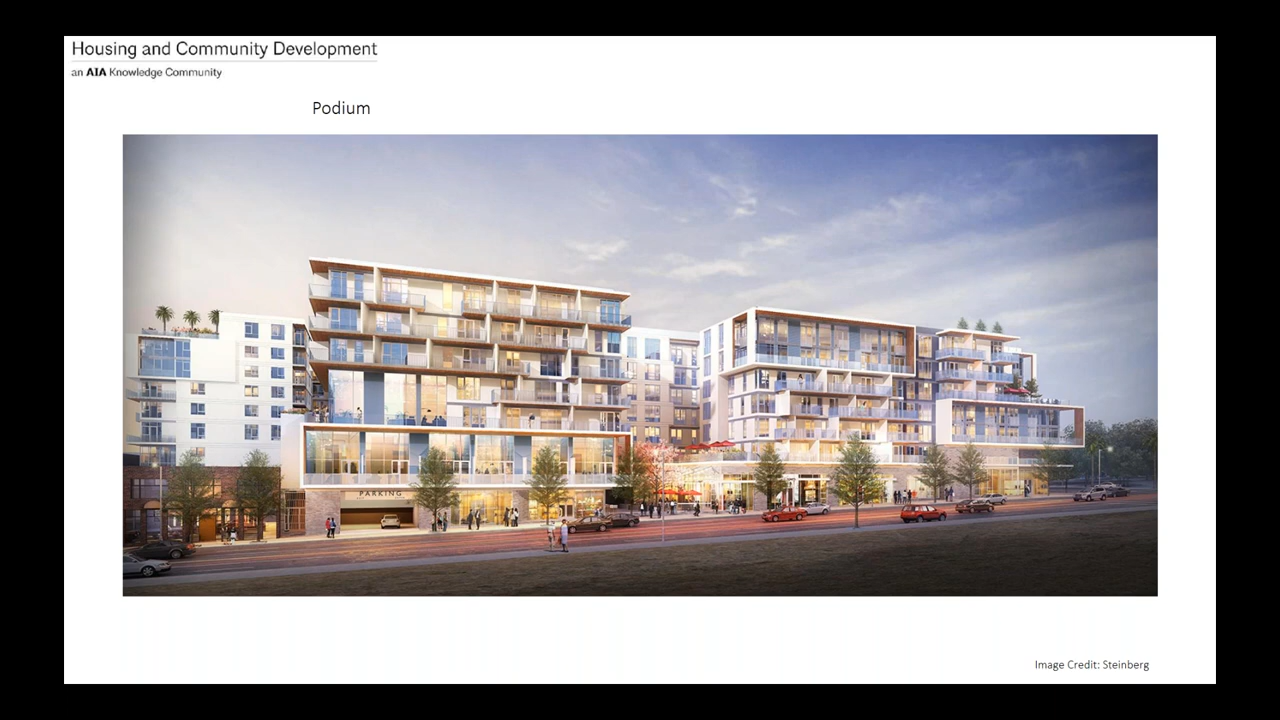 Housing and Community Development
an AIA Knowledge Community
Podium
PARKING
Image Credit: Steinberg